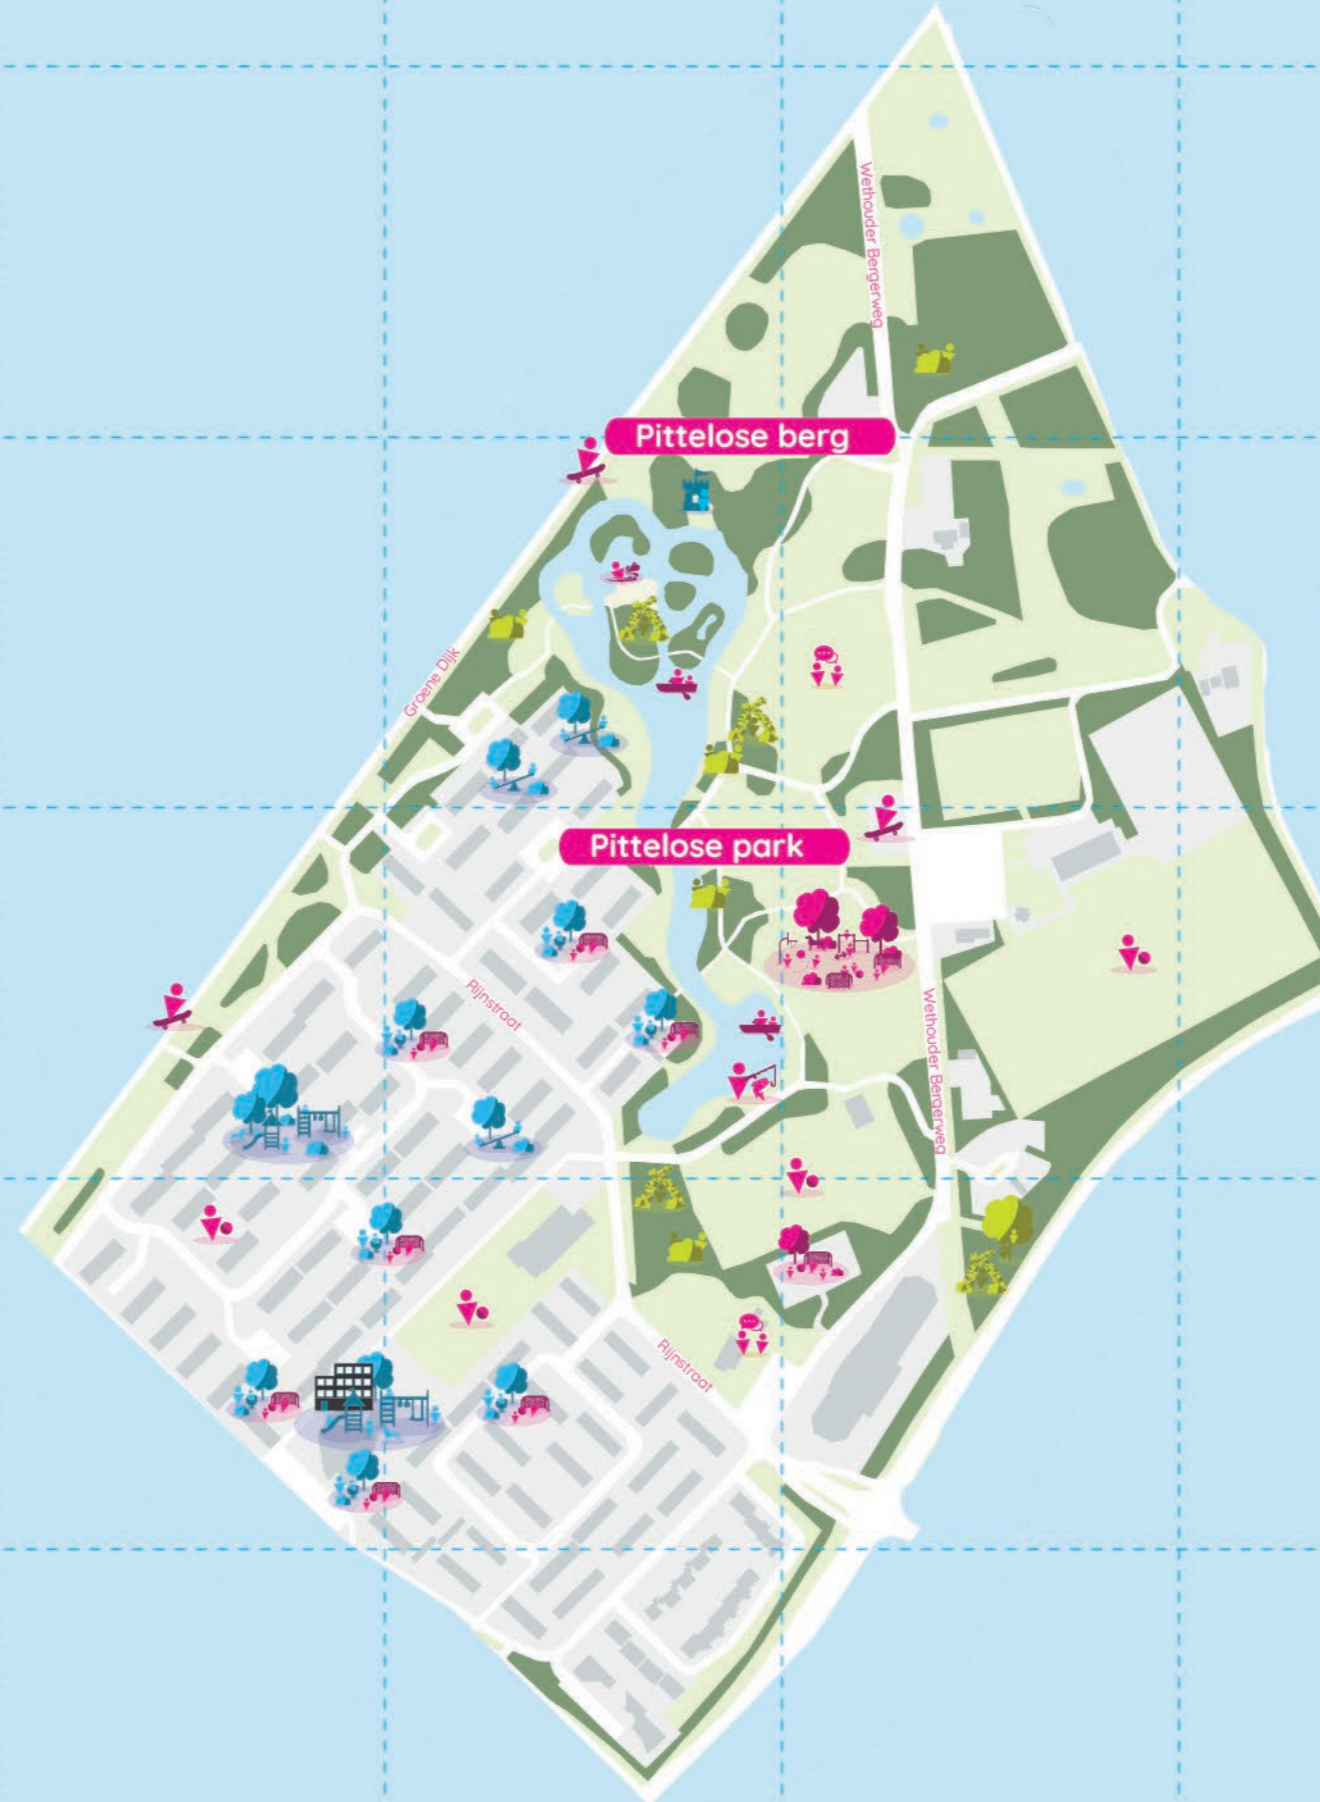 Wethouder Bergerweg
Pittelose berg
Groene Dijk
Pittelose park
Rijnstraat
Wethouder Bergerweg
Rijnstraat